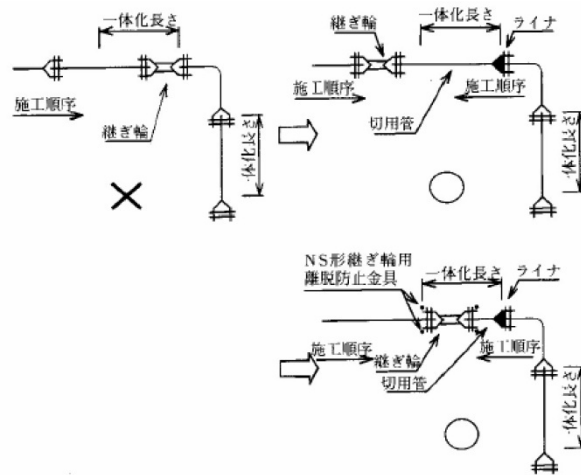 一体化長さ
施工順序
継ぎ輪
一体化長さ
継ぎ輪
一体化長さ
ライナ
施工順序
施工順序
切用管
一体化長さ
NS形継ぎ輪用
離脱防止金具
一体化長さ
ライナ
施工順序
継ぎ輪
施工順序
切用管
一体化長さ